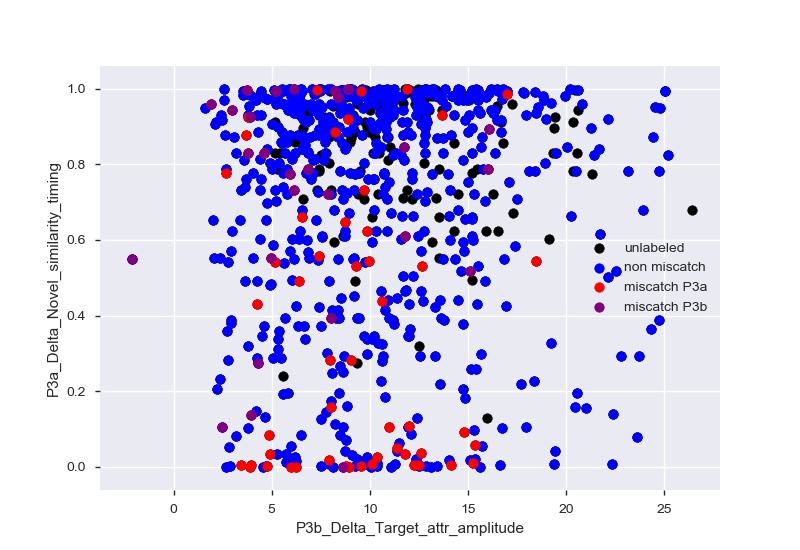 1.0
0.8
0.6
0.4
0.2
0.0
P3a_Delta_Novel_similarity_timing
unlabeled
non miscatch
miscatch P3a
miscatch P3b
0 5 10 15 20 25
P3b_Delta_Target_attr_amplitude